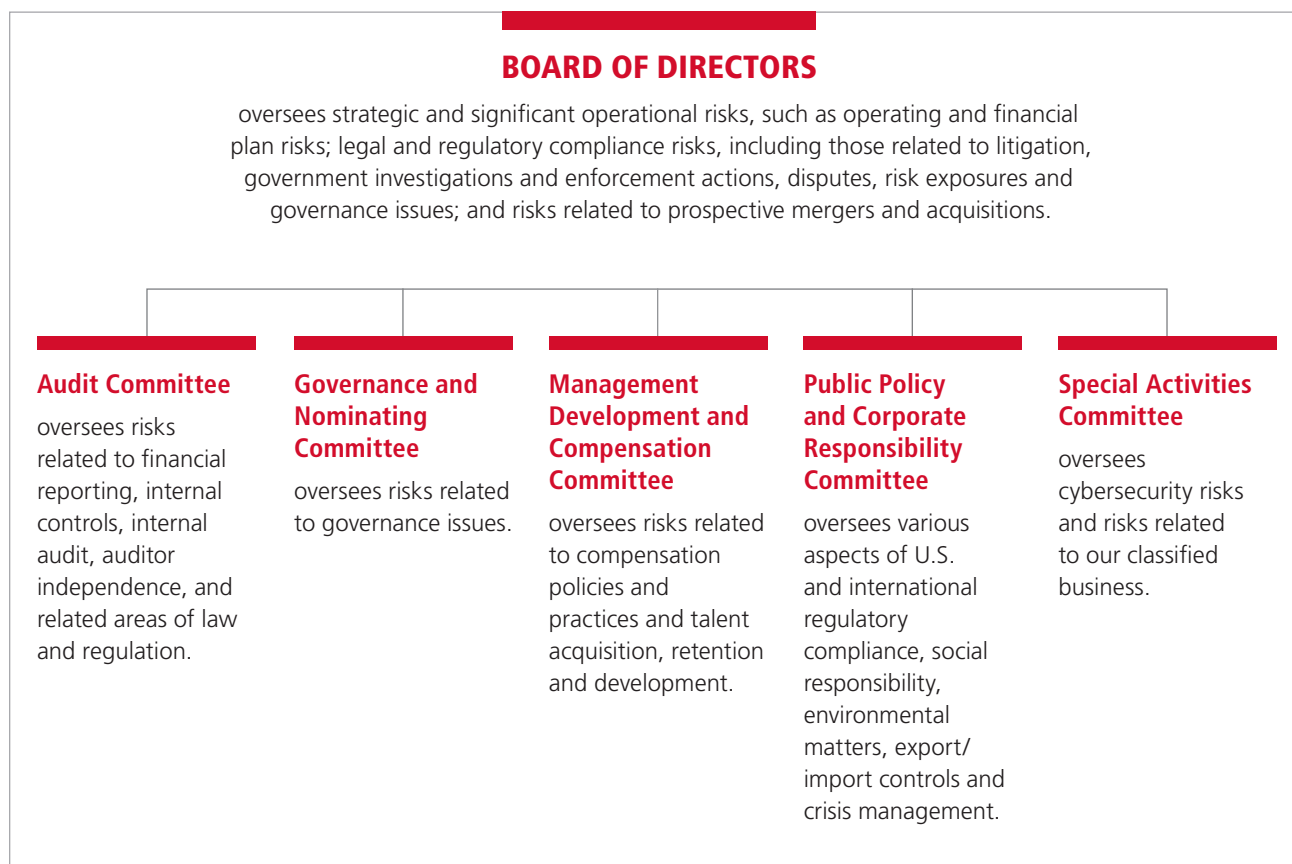 BOARD OF DIRECTORS
oversees strategic and significant operational risks, such as operating and financial
plan risks; legal and regulatory compliance risks, including those related to litigation,
government investigations and enforcement actions, disputes, risk exposures and
governance issues; and risks related to prospective mergers and acquisitions.
Audit Committee
oversees risks
related to financial
reporting, internal
controls, internal
audit, auditor
independence, and
related areas of law
and regulation.
Governance and
Nominating
Committee
oversees risks related
to governance issues.
Management
Development and
Compensation
Committee
oversees risks related
to compensation
policies and
practices and talent
acquisition, retention
and development.
Public Policy
and Corporate
Responsibility
Committee
oversees various
aspects of U.S.
and international
regulatory
compliance, social
responsibility,
environmental
matters, export/
import controls and
crisis management.
Special Activities
Committee
oversees
cybersecurity risks
and risks related
to our classified
business.